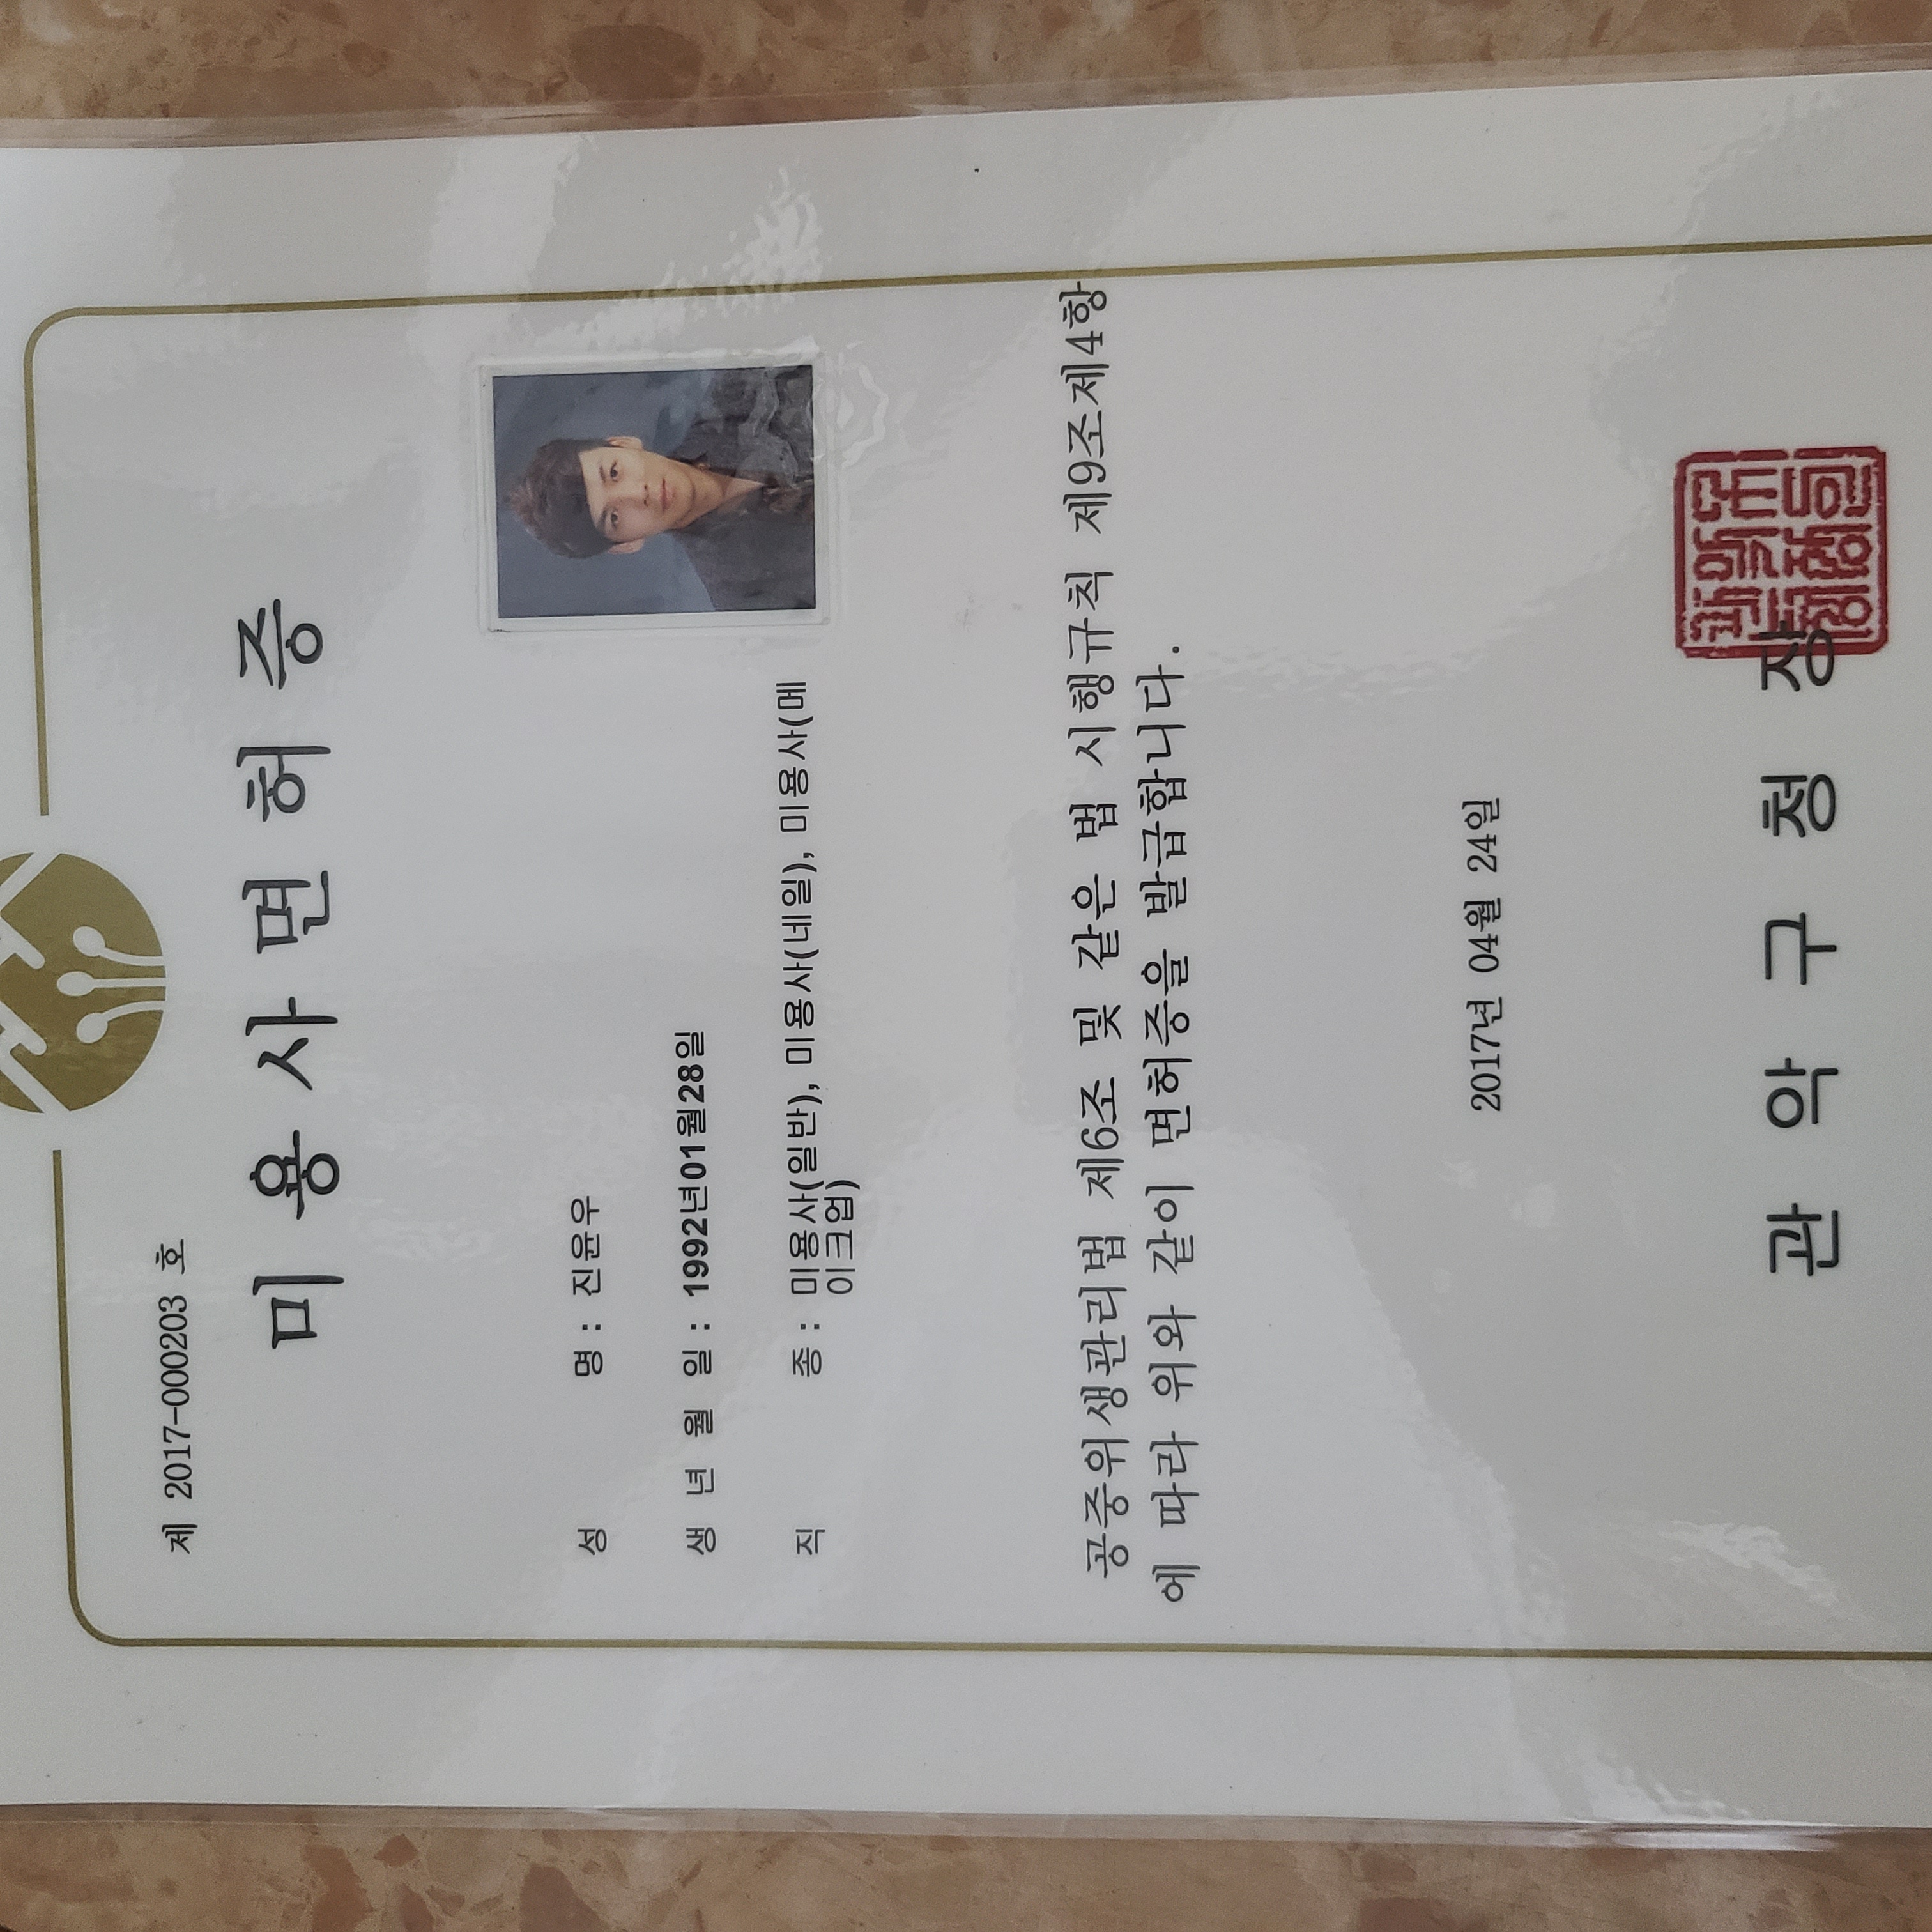 제 2017-000203 호
미 용 사 면 허 증
성 명 : 진윤우
생 년 월 일 : 1992년01월28일
직 종 : 미용사(일반), 미용사(네일), 미용사(메
이크업)
공중위생관리법 제6조 및 같은 법 시행규칙 제9조제4항
에 따라 위와 같이 면허증을 발급합니다.
2017년 04월 24일
관 악 구 청 장